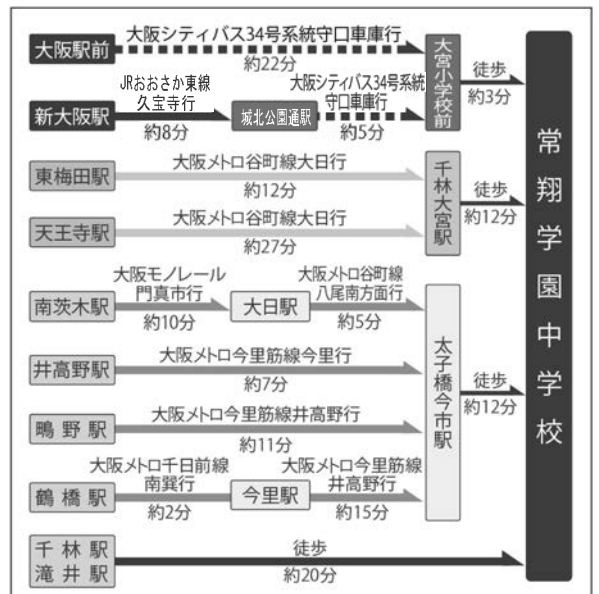 大阪駅前
大阪シティバス34号系統守口車庫行
約22分
大宮小学校前
徒歩
約3分
新大阪駅
JRおおさか東線
久宝寺行
約8分
城北公園通駅
大阪シティバス34号系統
守口車庫行
約5分
東梅田駅
大阪メトロ谷町線大日行
約12分
千林大宮駅
徒歩
約12分
天王寺駅
大阪メトロ谷町線大日行
約27分
南茨木駅
大阪モノレール
門真市行
約10分
大日駅
大阪メトロ谷町線
八尾南方面行
約5分
太子橋今市駅
徒歩
約12分
井高野駅
大阪メトロ今里筋線今里行
約7分
鴫野駅
大阪メトロ今里筋線井高野行
約11分
鶴橋駅
大阪メトロ千日前線
南巽行
約2分
今里駅
大阪メトロ今里筋線
井高野行
約15分
千林駅
滝井駅
徒歩
約20分
常翔学園中学校